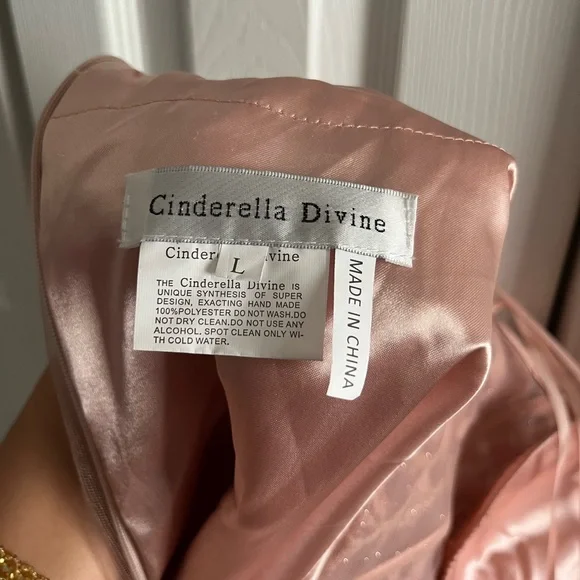 Cinderella Divine
Cinder vine
L
THE Cinderella Divine IS
UNIQUE SYNTHESIS OF SUPER
DESIGN, EXACTING HAND MADE
100%POLYESTER DO NOT WASH.DO
NOT DRY CLEAN.DO NOT USE ANY
ALCOHOL. SPOT CLEAN ONLY WI-
TH COLD WATER.
MADE IN CHINA